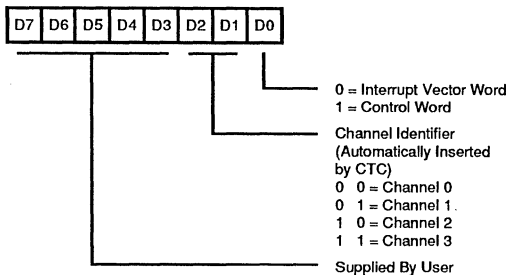 D7 D6 D5 D4 D3 D2 D1 D0
0 = Interrupt Vector Word
1 = Control Word
Channel Identifier
(Automatically Inserted
by CTC)
0 0 = Channel 0
0 1 = Channel 1
1 0 = Channel 2
1 1 = Channel 3
Supplied By User